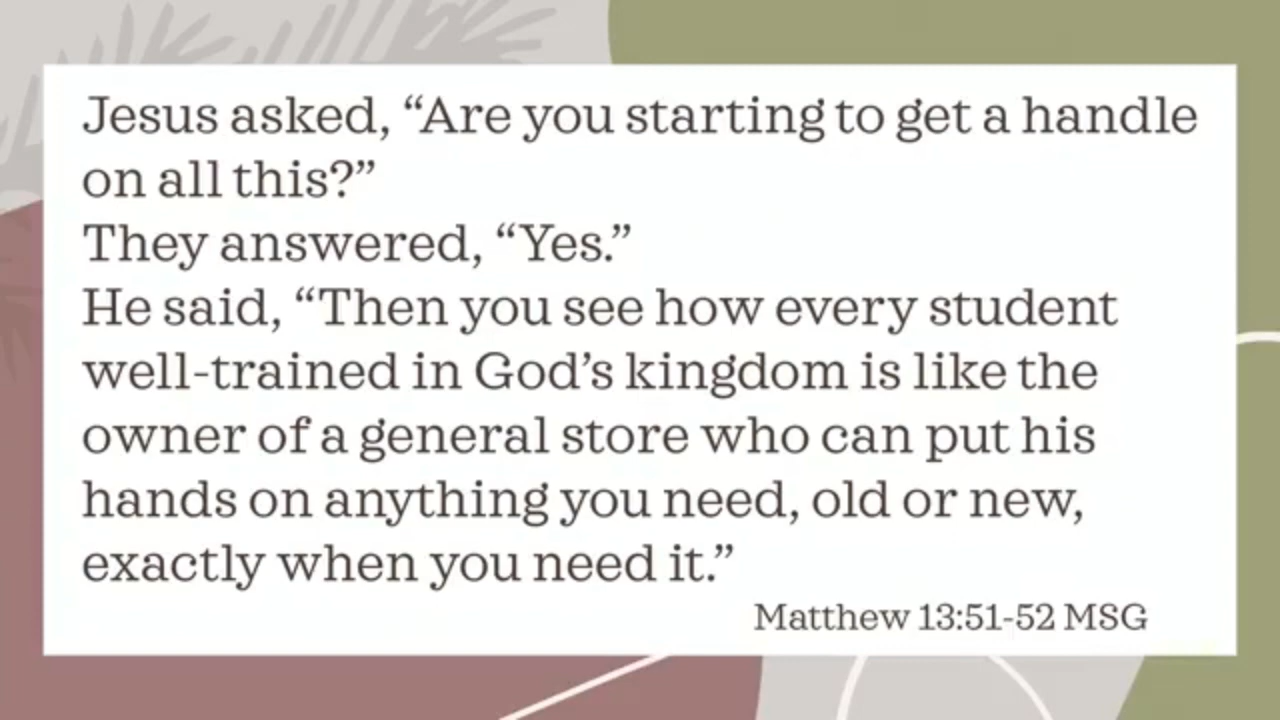 Jesus asked, “Are you starting to get a handle
on all this?”
They answered, “Yes.”
He said, “Then you see how every student
well-trained in God’s kingdom is like the
owner of a general store who can put his
hands on anything you need, old or new,
exactly when you need it.”
Matthew 13:51-52 MSG